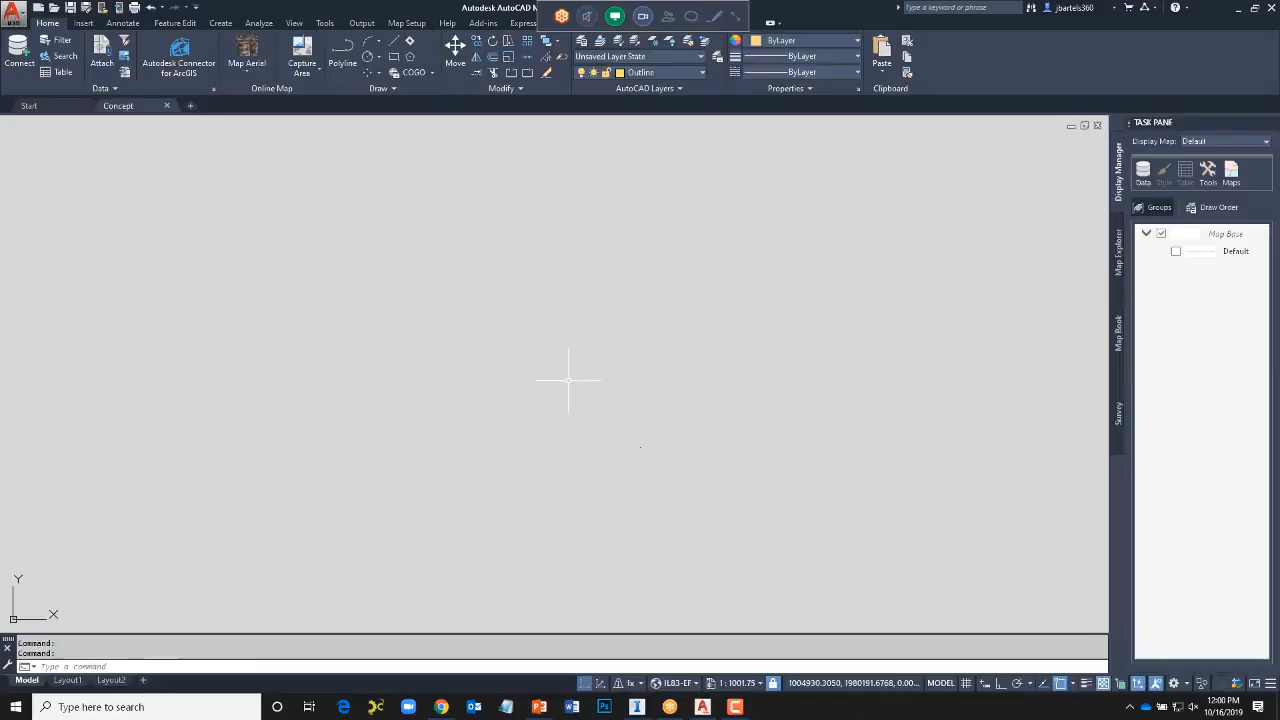 Autodesk AutoCAD M
Type a keyword or phrase
jbartels360
Home Insert Annotate Feature Edit Create Analyze View Tools Output Map Setup Help Add-ins Express
Connect
Filter
Search
Table
Attach
Autodesk Connector
for ArcGIS
Map Aerial
Capture
Area
Polyline
COGO
Move
Unsaved Layer State
Outline
ByLayer
ByLayer
ByLayer
Paste
Data
Online Map
Draw
Modify
AutoCAD Layers
Properties
Clipboard
Start
Concept
TASK PANE
Display Map:
Default
Data
Style
Table
Tools
Maps
Groups
Draw Order
Map Base
Default
Display Manager
Map Explorer
Map Book
Survey
Y
X
Command:
Command:
Type a command
Model
Layout1
Layout2
IL83-EF
1 : 1001.75
1004930.3050, 1980191.6768, 0.00...
MODEL
Type here to search
12:00 PM
10/16/2019